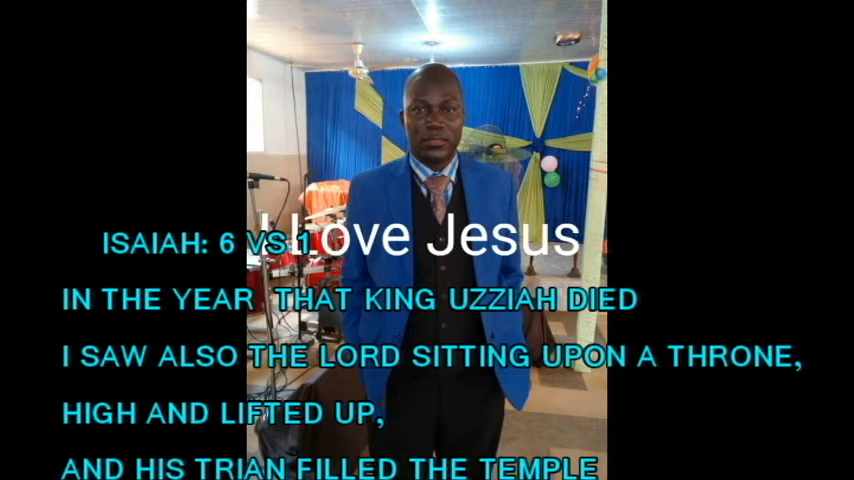 I Love Jesus
ISAIAH: 6 VS 1
IN THE YEAR THAT KING UZZIAH DIED
I SAW ALSO THE LORD SITTING UPON A THRONE,
HIGH AND LIFTED UP,
AND HIS TRIAN FILLED THE TEMPLE